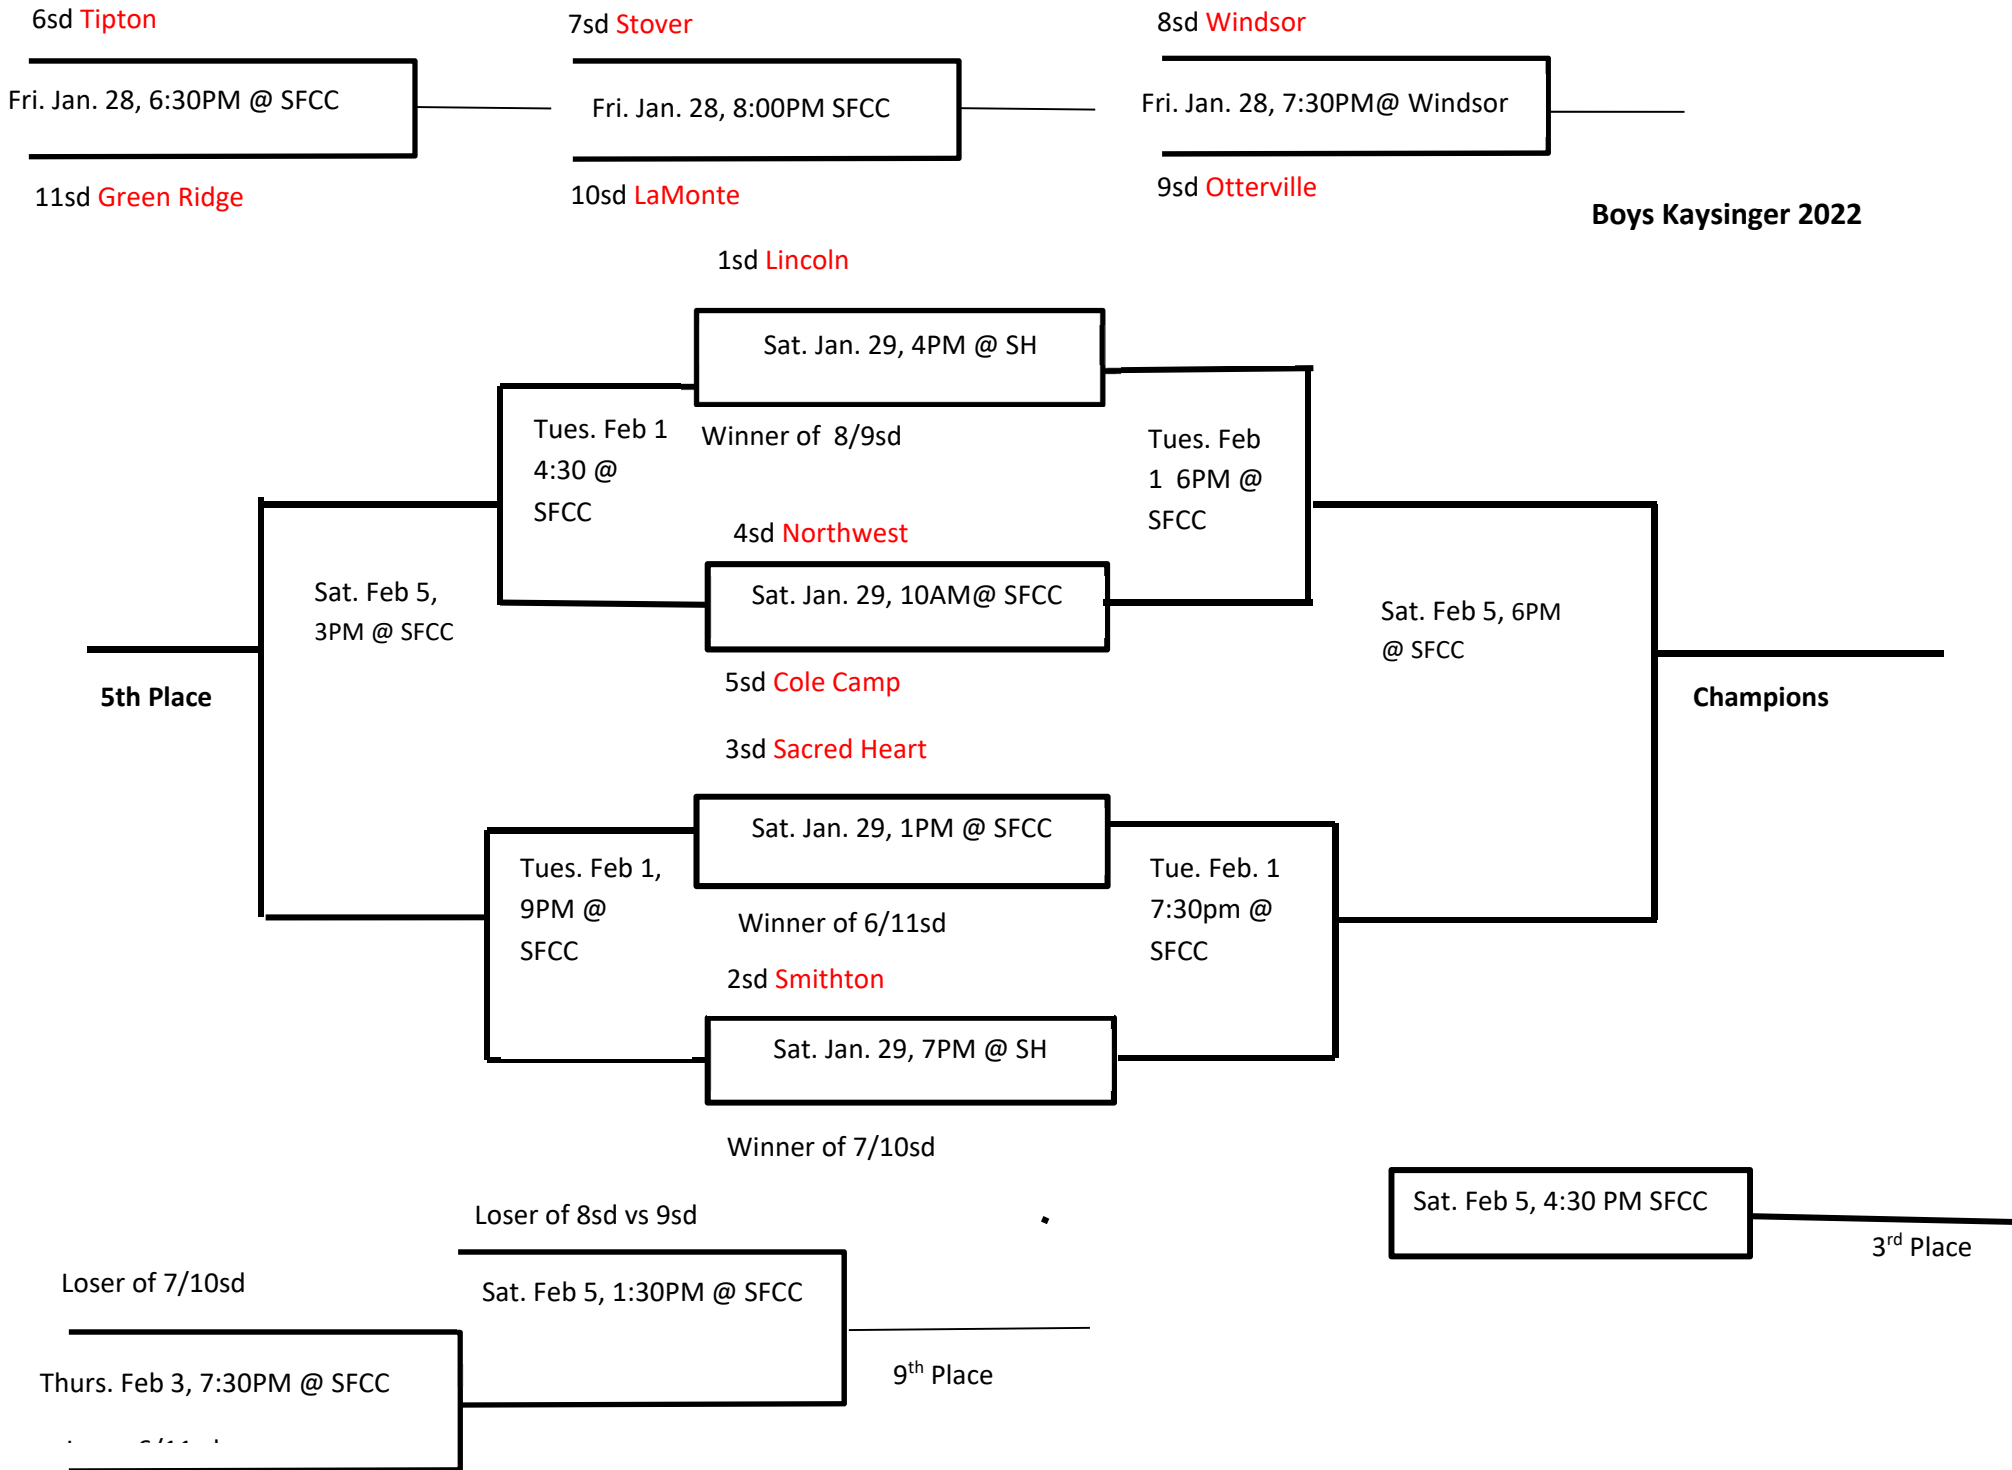 6sd Tipton
7sd Stover
8sd Windsor
Fri. Jan. 28, 6:30PM @ SFCC
Fri. Jan. 28, 8:00PM SFCC
Fri. Jan. 28, 7:30PM@ Windsor
11sd Green Ridge
10sd LaMonte
9sd Otterville
Boys Kaysinger 2022
1sd Lincoln
Sat. Jan. 29, 4PM @ SH
Winner of 8/9sd
Tues. Feb 1
4:30 @
SFCC
Tues. Feb
1 6PM @
SFCC
4sd Northwest
Sat. Jan. 29, 10AM@ SFCC
5sd Cole Camp
Sat. Feb 5,
3PM @ SFCC
Sat. Feb 5, 6PM
@ SFCC
5th Place
Champions
3sd Sacred Heart
Sat. Jan. 29, 1PM @ SFCC
Winner of 6/11sd
Tues. Feb 1,
9PM @
SFCC
Tue. Feb. 1
7:30pm @
SFCC
2sd Smithton
Sat. Jan. 29, 7PM @ SH
Winner of 7/10sd
Sat. Feb 5, 4:30 PM SFCC
3rd Place
Loser of 8sd vs 9sd
Sat. Feb 5, 1:30PM @ SFCC
9th Place
Loser of 7/10sd
Thurs. Feb 3, 7:30PM @ SFCC